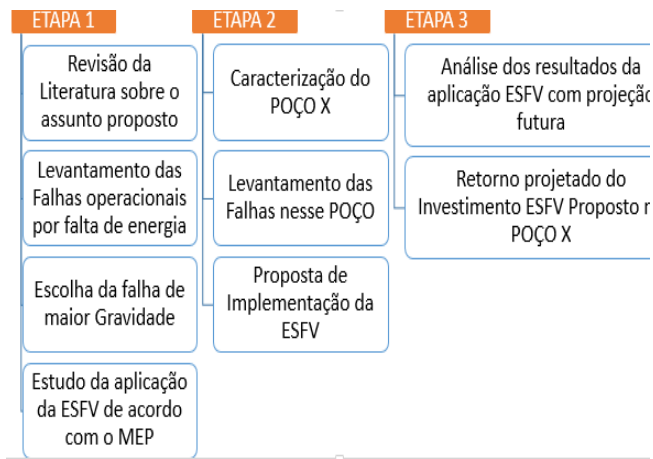 ETAPA 1
Revisão da
Literatura sobre o
assunto proposto
Levantamento das
Falhas operacionais
por falta de energia
Escolha da falha de
maior Gravidade
Estudo da aplicação
da ESFV de acordo
com o MEP
ETAPA 2
Caracterização do
POÇO X
Levantamento das
Falhas nesse POÇO
Proposta de
Implementação da
ESFV
ETAPA 3
Análise dos resultados da
aplicação ESFV com projeção
futura
Retorno projetado do
Investimento ESFV Proposto
POÇO X